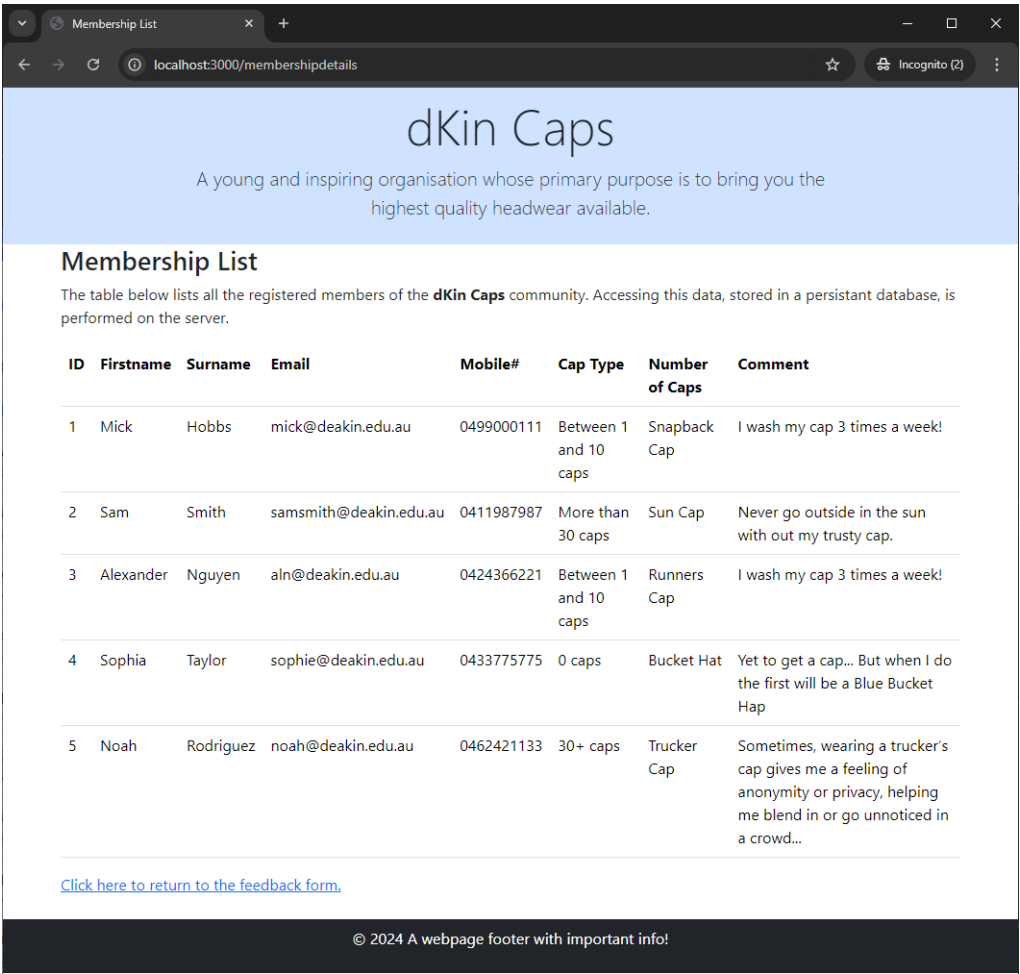 Membership List
localhost:3000/membershipdetails
Incognito (2)
dKin Caps
A young and inspiring organisation whose primary purpose is to bring you the
highest quality headwear available.
Membership List
The table below lists all the registered members of the dKin Caps community. Accessing this data, stored in a persistant database, is
performed on the server.
ID Firstname Surname Email Mobile# Cap Type Number of Caps Comment
1 Mick Hobbs mick@deakin.edu.au 0499000111 Between 1 and 10 caps Snapback Cap I wash my cap 3 times a week!
2 Sam Smith samsmith@deakin.edu.au 0411987987 More than 30 caps Sun Cap Never go outside in the sun with out my trusty cap.
3 Alexander Nguyen aln@deakin.edu.au 0424366221 Between 1 and 10 caps Runners Cap I wash my cap 3 times a week!
4 Sophia Taylor sophie@deakin.edu.au 0433775775 0 caps Bucket Hat Yet to get a cap... But when I do the first will be a Blue Bucket Hap
5 Noah Rodriguez noah@deakin.edu.au 0462421133 30+ caps Trucker Cap Sometimes, wearing a trucker's cap gives me a feeling of anonymity or privacy, helping me blend in or go unnoticed in a crowd...
Click here to return to the feedback form.
© 2024 A webpage footer with important info!